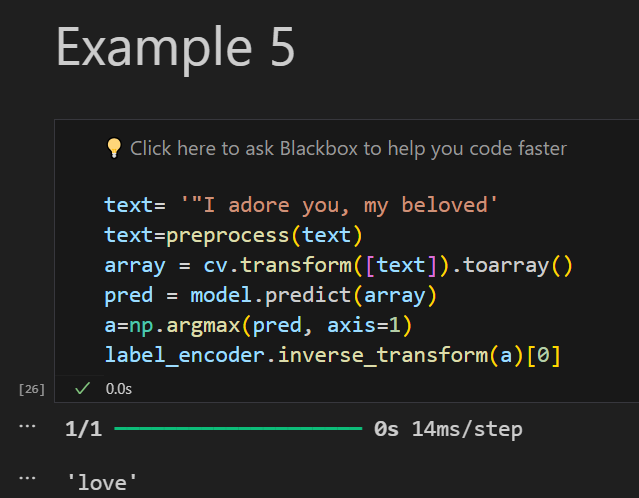 Example 5
💡 Click here to ask Blackbox to help you code faster
text= '"I adore you, my beloved'
text=preprocess(text)
array = cv.transform([text]).toarray()
pred = model.predict(array)
a=np.argmax(pred, axis=1)
label_encoder.inverse_transform(a)[0]
[26] ✓ 0.0s
... 1/1 ━━━━━━━━━━━━━━━━━━━━ 0s 14ms/step
... 'love'